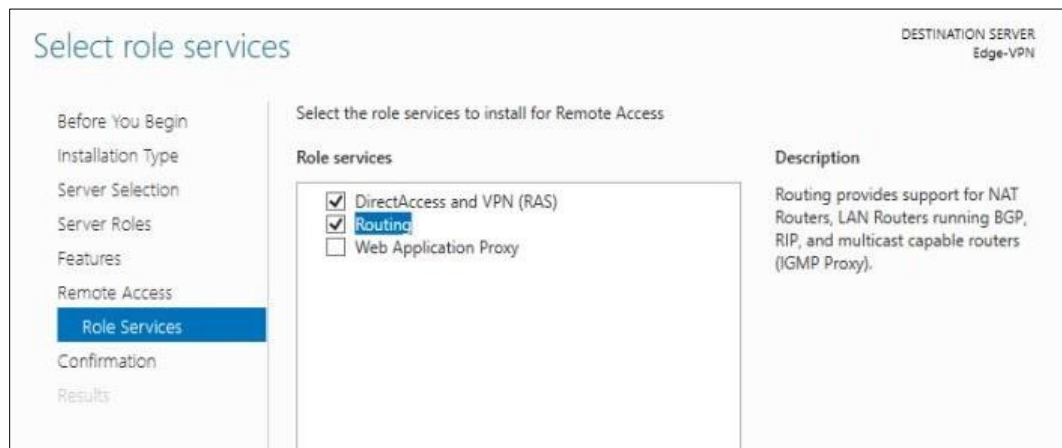 Select role services
DESTINATION SERVER
Edge-VPN
Before You Begin
Installation Type
Server Selection
Server Roles
Features
Remote Access
Role Services
Confirmation
Results
Select the role services to install for Remote Access
Role services
DirectAccess and VPN (RAS)
Routing
Web Application Proxy
Description
Routing provides support for NAT
Routers, LAN Routers running BGP,
RIP, and multicast capable routers
(IGMP Proxy).